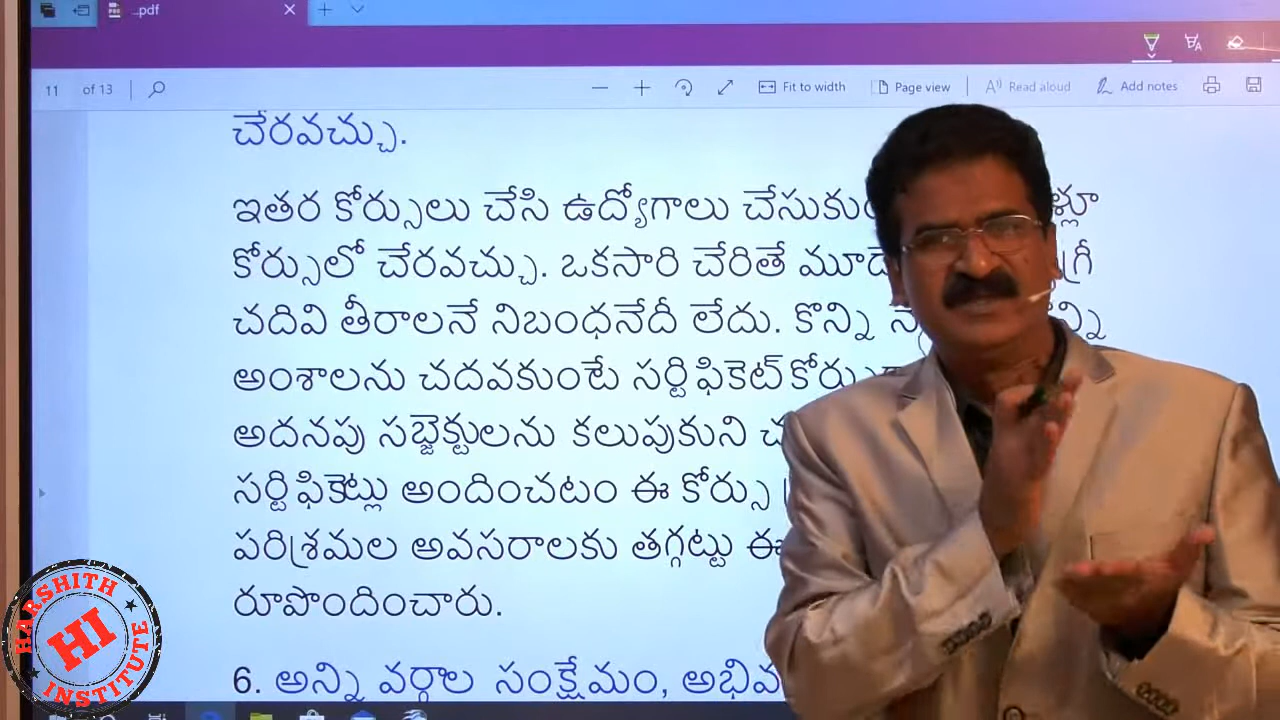 ..pdf
11 of 13
Fit to width
Page view
Read aloud
Add notes
చేరవచ్చు.
ఇతర కోర్సులు చేసి ఉద్యోగాలు
కోర్సులో చేరవచ్చు. ఒకసారి చేరితే
చదివి తీరాలనే నిబంధనేదీ లేదు. కొన్ని
అంశాలను చదవకుంటే సర్టిఫికెట్
అదనపు సబ్జెక్టులను కలుపుకుని
సర్టిఫికెట్లు అందించటం ఈ కోర్సు
పరిశ్రమల అవసరాలకు తగ్గట్టు ఈ
రూపొందించారు.
6. అన్ని వర్గాల సంక్షేమం,
HARSHITH
HI
INSTITUTE